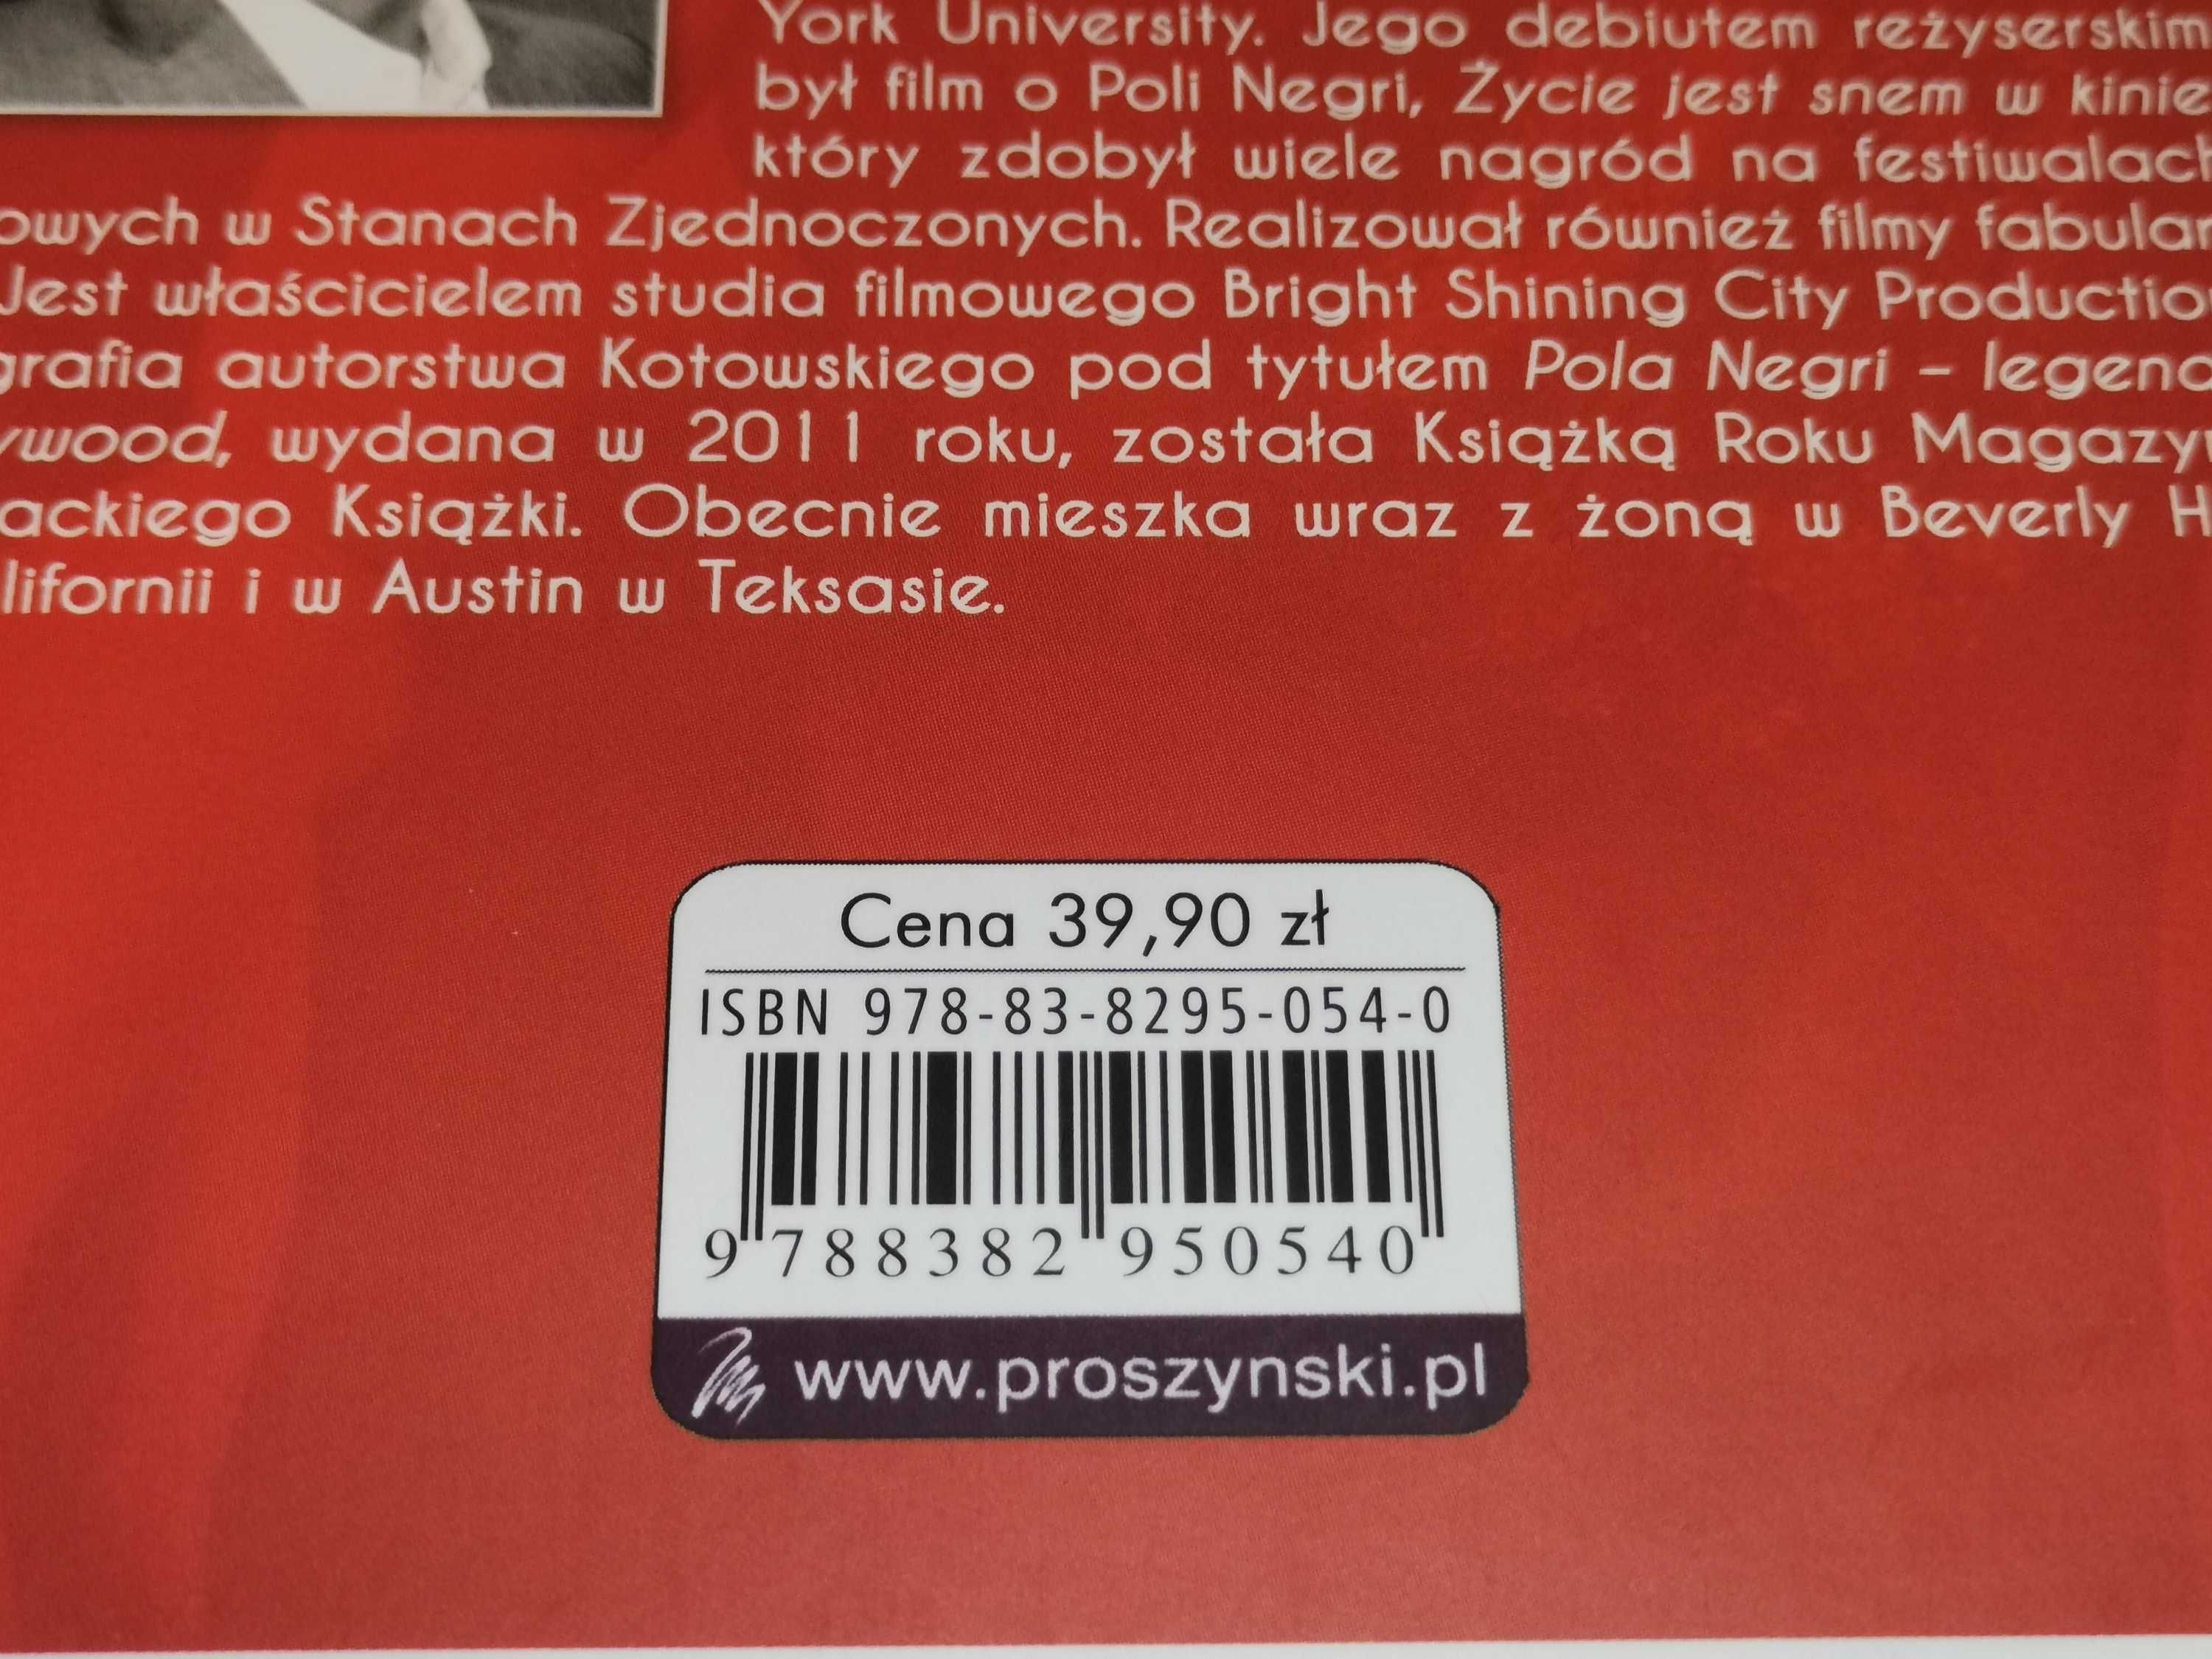 York University. Jego debiutem reżyserskim
był film o Poli Negri, Życie jest snem w kinie
który zdobył wiele nagród na festiwalach
owych w Stanach Zjednoczonych. Realizował również filmy fabular
Jest właścicielem studia filmowego Bright Shining City Production
grafia autorstwa Kotowskiego pod tytułem Pola Negri – legend
ywood, wydana w 2011 roku, została Książką Roku Magazyn
ackiego Książki. Obecnie mieszka wraz z żoną w Beverly H
lifornii i w Austin w Teksasie.
Cena 39,90 zł
ISBN 978-83-8295-054-0
9 788382 950540
www.proszynski.pl